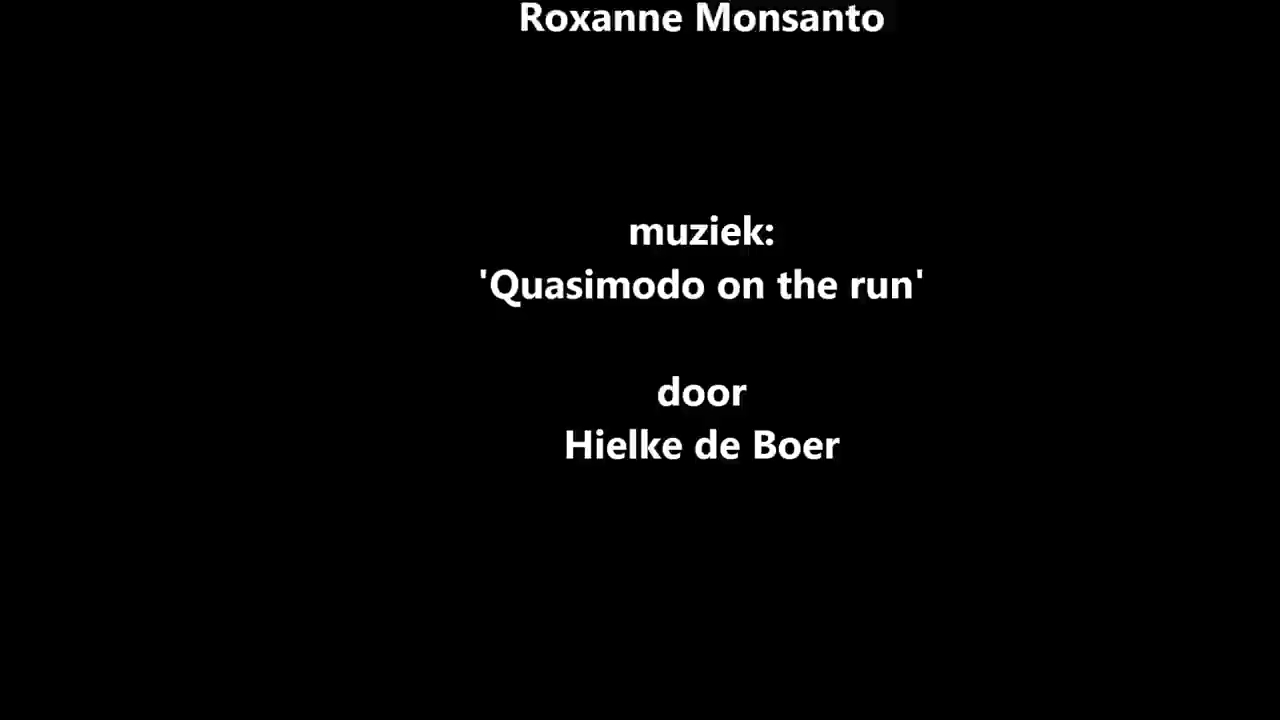 Roxanne Monsanto
muziek:
'Quasimodo on the run'
door
Hielke de Boer